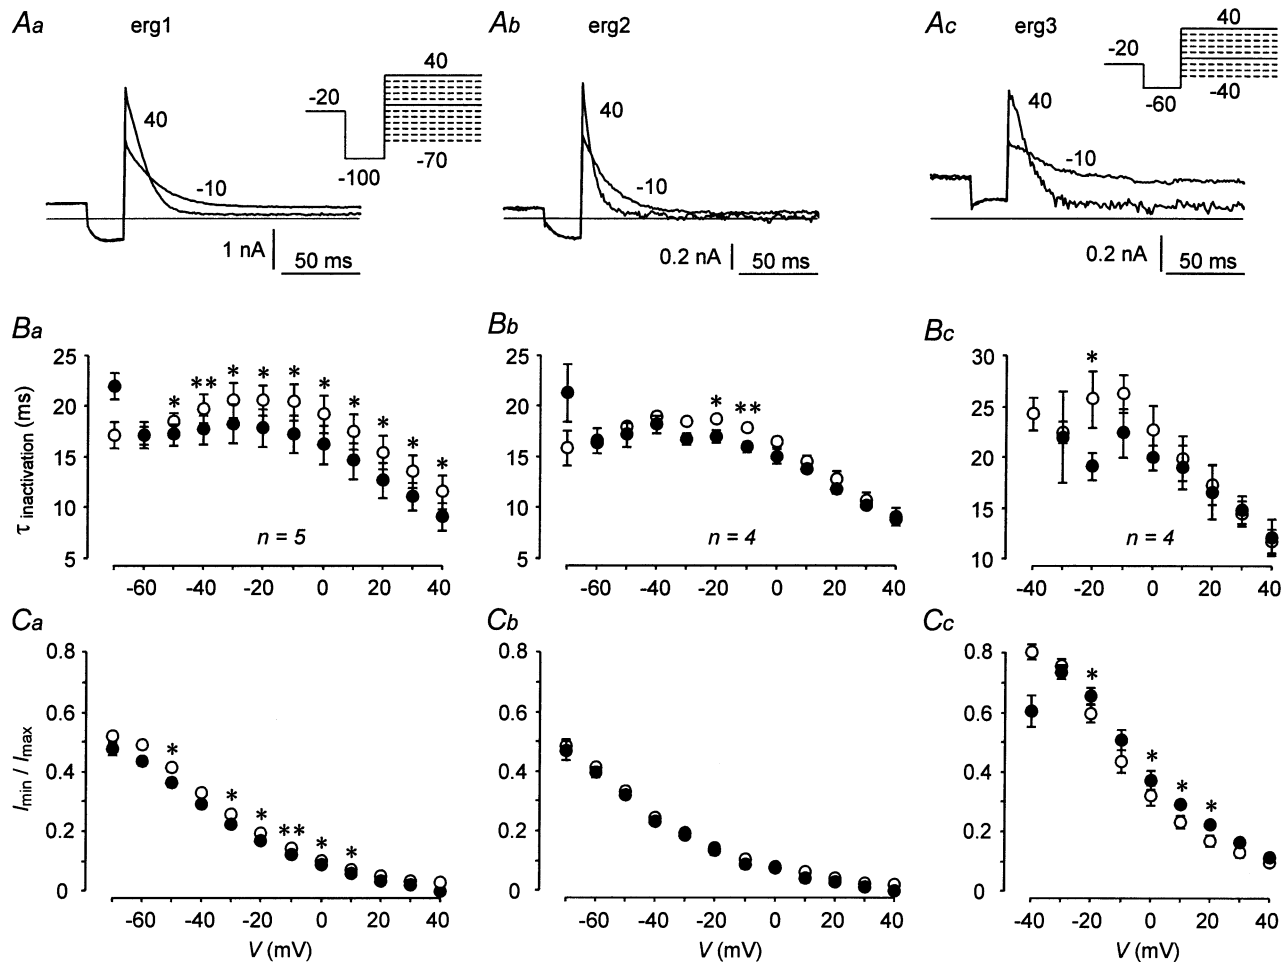 Aa erg1
40
-20
-70
-100
40
-10
1 nA
50 ms
Ab erg2
40
-10
0.2 nA
50 ms
Ac erg3
40
-20
-60
-40
40
-10
0.2 nA
50 ms
Ba
τ inactivation (ms)
25
20
15
10
5
* ** * * * * * * * *
n = 5
-60 -40 -20 0 20 40
Bb
25
20
15
10
5
* **
n = 4
-60 -40 -20 0 20 40
Bc
30
25
20
15
10
*
n = 4
-40 -20 0 20 40
Ca
Imin / Imax
0.8
0.6
0.4
0.2
0
* * * ** * *
-60 -40 -20 0 20 40
V (mV)
Cb
0.8
0.6
0.4
0.2
0
-60 -40 -20 0 20 40
V (mV)
Cc
0.8
0.6
0.4
0.2
0
* * * *
-40 -20 0 20 40
V (mV)